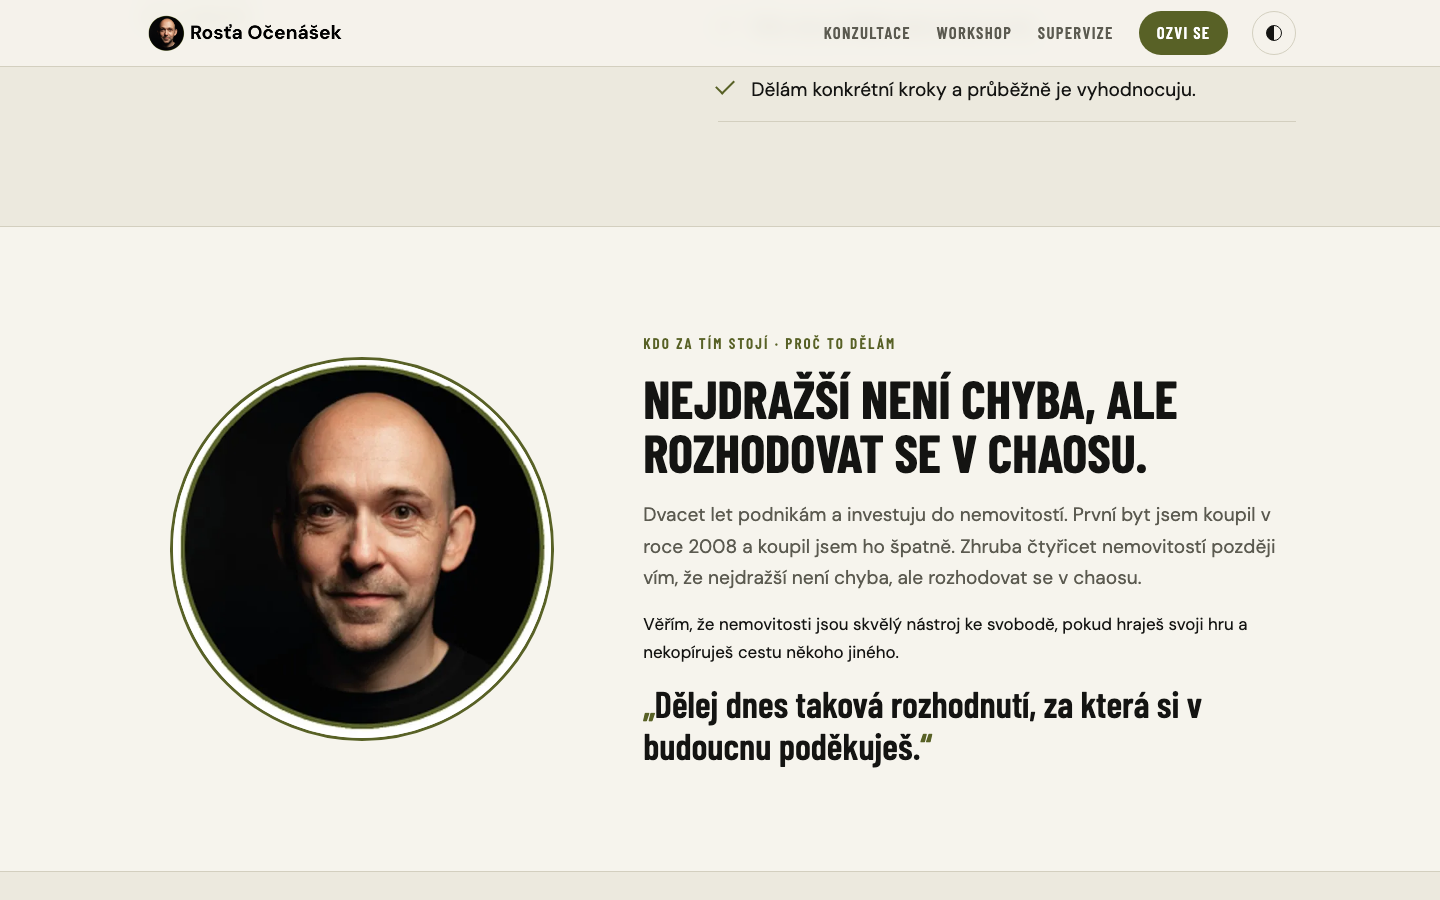 Rosťa Očenášek
KONZULTACE
WORKSHOP
SUPERVIZE
OZVI SE
Dělám konkrétní kroky a průběžně je vyhodnocuju.
KDO ZA TÍM STOJÍ · PROČ TO DĚLÁM
NEJDRAŽŠÍ NENÍ CHYBA, ALE
ROZHODOVAT SE V CHAOSU.
Dvacet let podnikám a investuju do nemovitostí. První byt jsem koupil v
roce 2008 a koupil jsem ho špatně. Zhruba čtyřicet nemovitostí později
vím, že nejdražší není chyba, ale rozhodovat se v chaosu.
Věřím, že nemovitosti jsou skvělý nástroj ke svobodě, pokud hraješ svoji hru a
nekopíruješ cestu někoho jiného.
„Dělej dnes taková rozhodnutí, za která si v
budoucnu poděkuješ.“